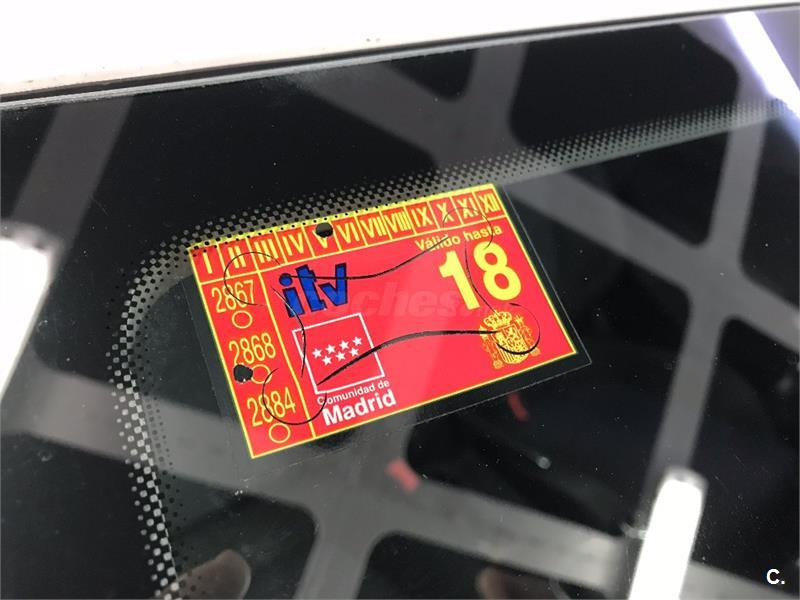 I II III IV V VI VII VIII IX X XI XII
Válido hasta
18
itv
2867
2868
2884
Comunidad de
Madrid
C.